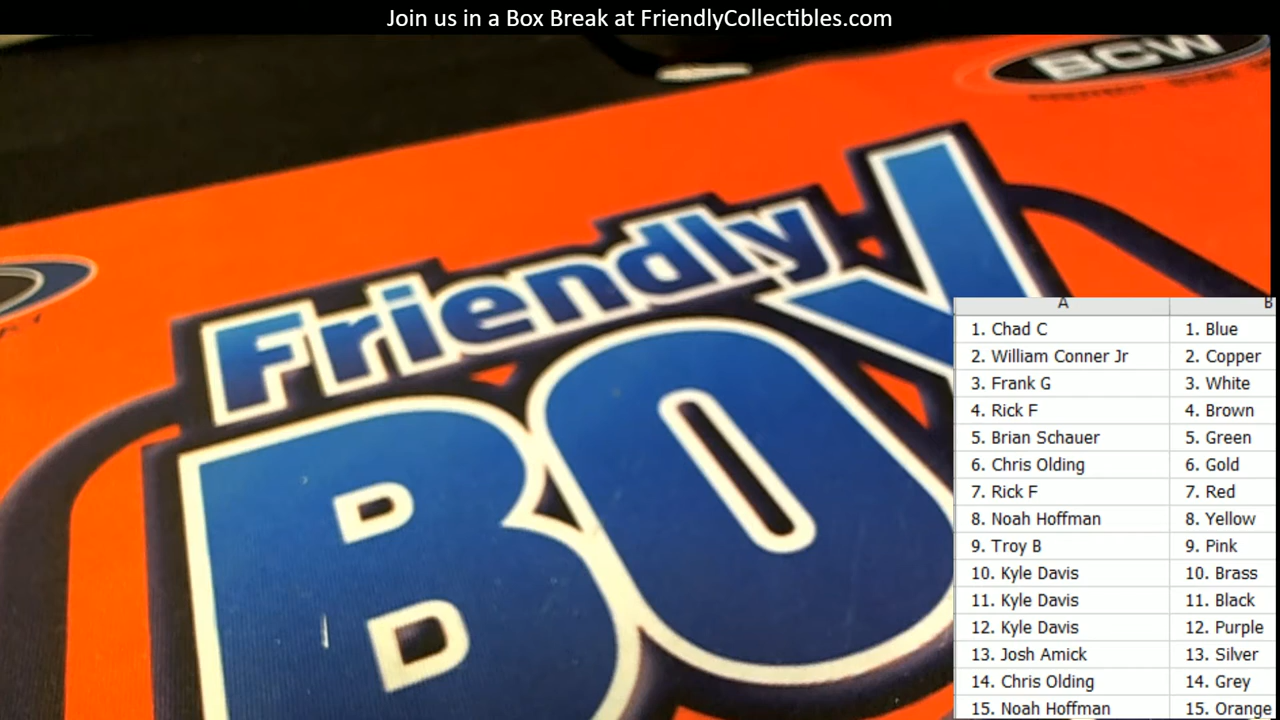 Join us in a Box Break at FriendlyCollectibles.com
BCW
Friendly
BOX
A B
1. Chad C 1. Blue
2. William Conner Jr 2. Copper
3. Frank G 3. White
4. Rick F 4. Brown
5. Brian Schauer 5. Green
6. Chris Olding 6. Gold
7. Rick F 7. Red
8. Noah Hoffman 8. Yellow
9. Troy B 9. Pink
10. Kyle Davis 10. Brass
11. Kyle Davis 11. Black
12. Kyle Davis 12. Purple
13. Josh Amick 13. Silver
14. Chris Olding 14. Grey
15. Noah Hoffman 15. Orange